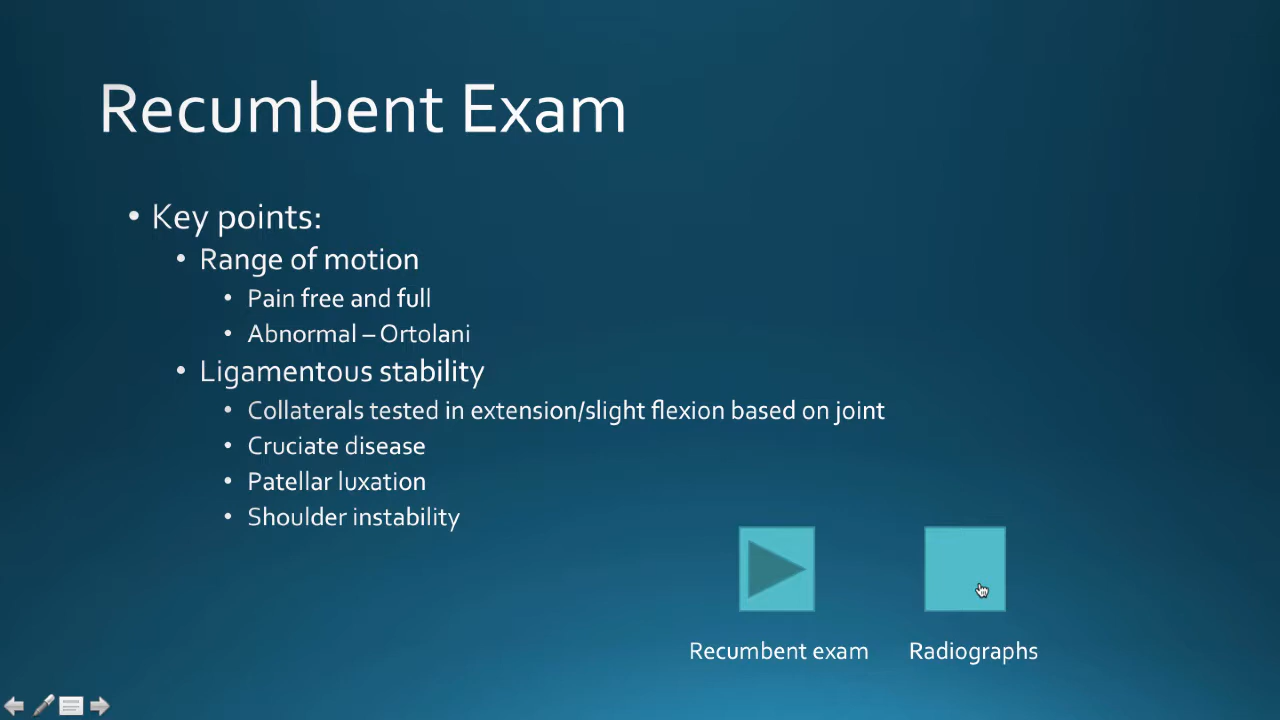 Recumbent Exam
• Key points:
• Range of motion
• Pain free and full
• Abnormal – Ortolani
• Ligamentous stability
• Collaterals tested in extension/slight flexion based on joint
• Cruciate disease
• Patellar luxation
• Shoulder instability
Recumbent exam
Radiographs